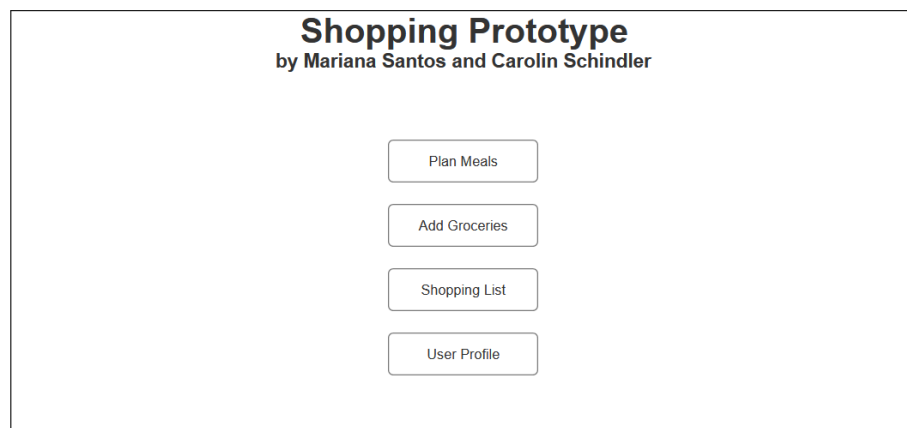 Shopping Prototype
by Mariana Santos and Carolin Schindler
Plan Meals
Add Groceries
Shopping List
User Profile